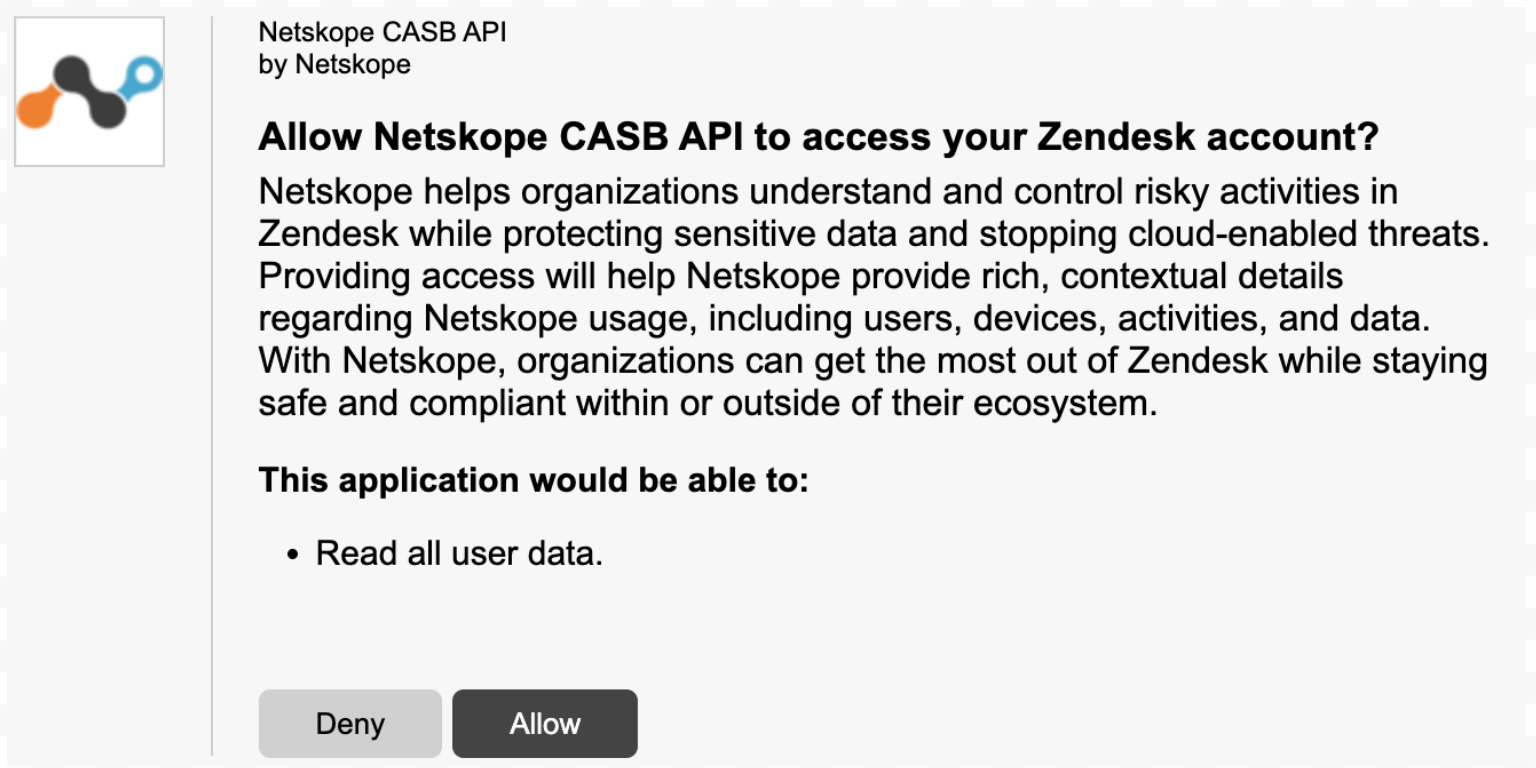 Netskope CASB API
by Netskope
Allow Netskope CASB API to access your Zendesk account?
Netskope helps organizations understand and control risky activities in
Zendesk while protecting sensitive data and stopping cloud-enabled threats.
Providing access will help Netskope provide rich, contextual details
regarding Netskope usage, including users, devices, activities, and data.
With Netskope, organizations can get the most out of Zendesk while staying
safe and compliant within or outside of their ecosystem.
This application would be able to:
• Read all user data.
Deny
Allow